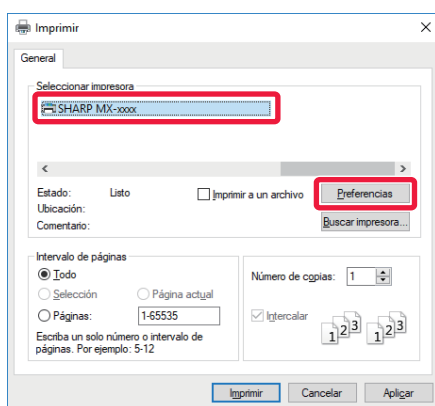 Imprimir
General
Seleccionar impresora
SHARP MX-xxxx
Estado: Listo
Imprimir a un archivo
Preferencias
Ubicación:
Comentario:
Buscar impresora...
Intervalo de páginas
Todo
Selección
Página actual
Páginas: 1-65535
Escriba un solo número o intervalo de
páginas. Por ejemplo: 5-12
Número de copias: 1
Intercalar
1 2 3 1 2 3
Imprimir Cancelar Aplicar